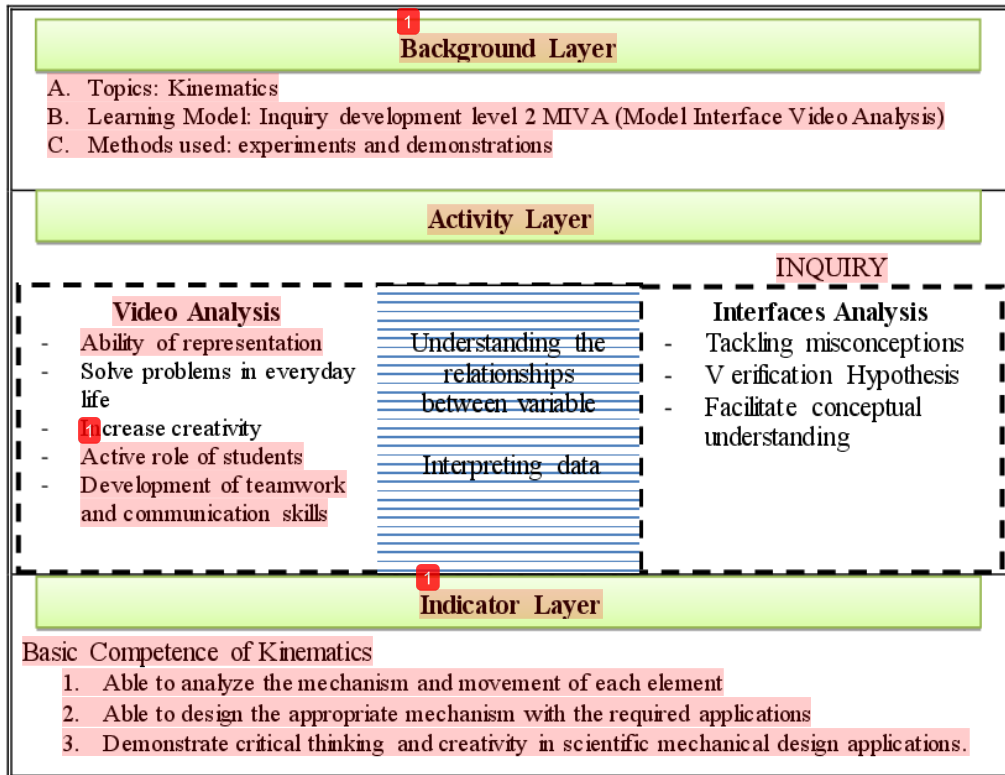 1
Background Layer
A. Topics: Kinematics
B. Learning Model: Inquiry development level 2 MIVA (Model Interface Video Analysis)
C. Methods used: experiments and demonstrations
Activity Layer
INQUIRY
Video Analysis
- Ability of representation
- Solve problems in everyday
life
- Increase creativity
1
- Active role of students
- Development of teamwork
and communication skills
Understanding the
relationships
between variable
Interpreting data
Interfaces Analysis
- Tackling misconceptions
- V erification Hypothesis
- Facilitate conceptual
understanding
1
Indicator Layer
Basic Competence of Kinematics
1. Able to analyze the mechanism and movement of each element
2. Able to design the appropriate mechanism with the required applications
3. Demonstrate critical thinking and creativity in scientific mechanical design applications.